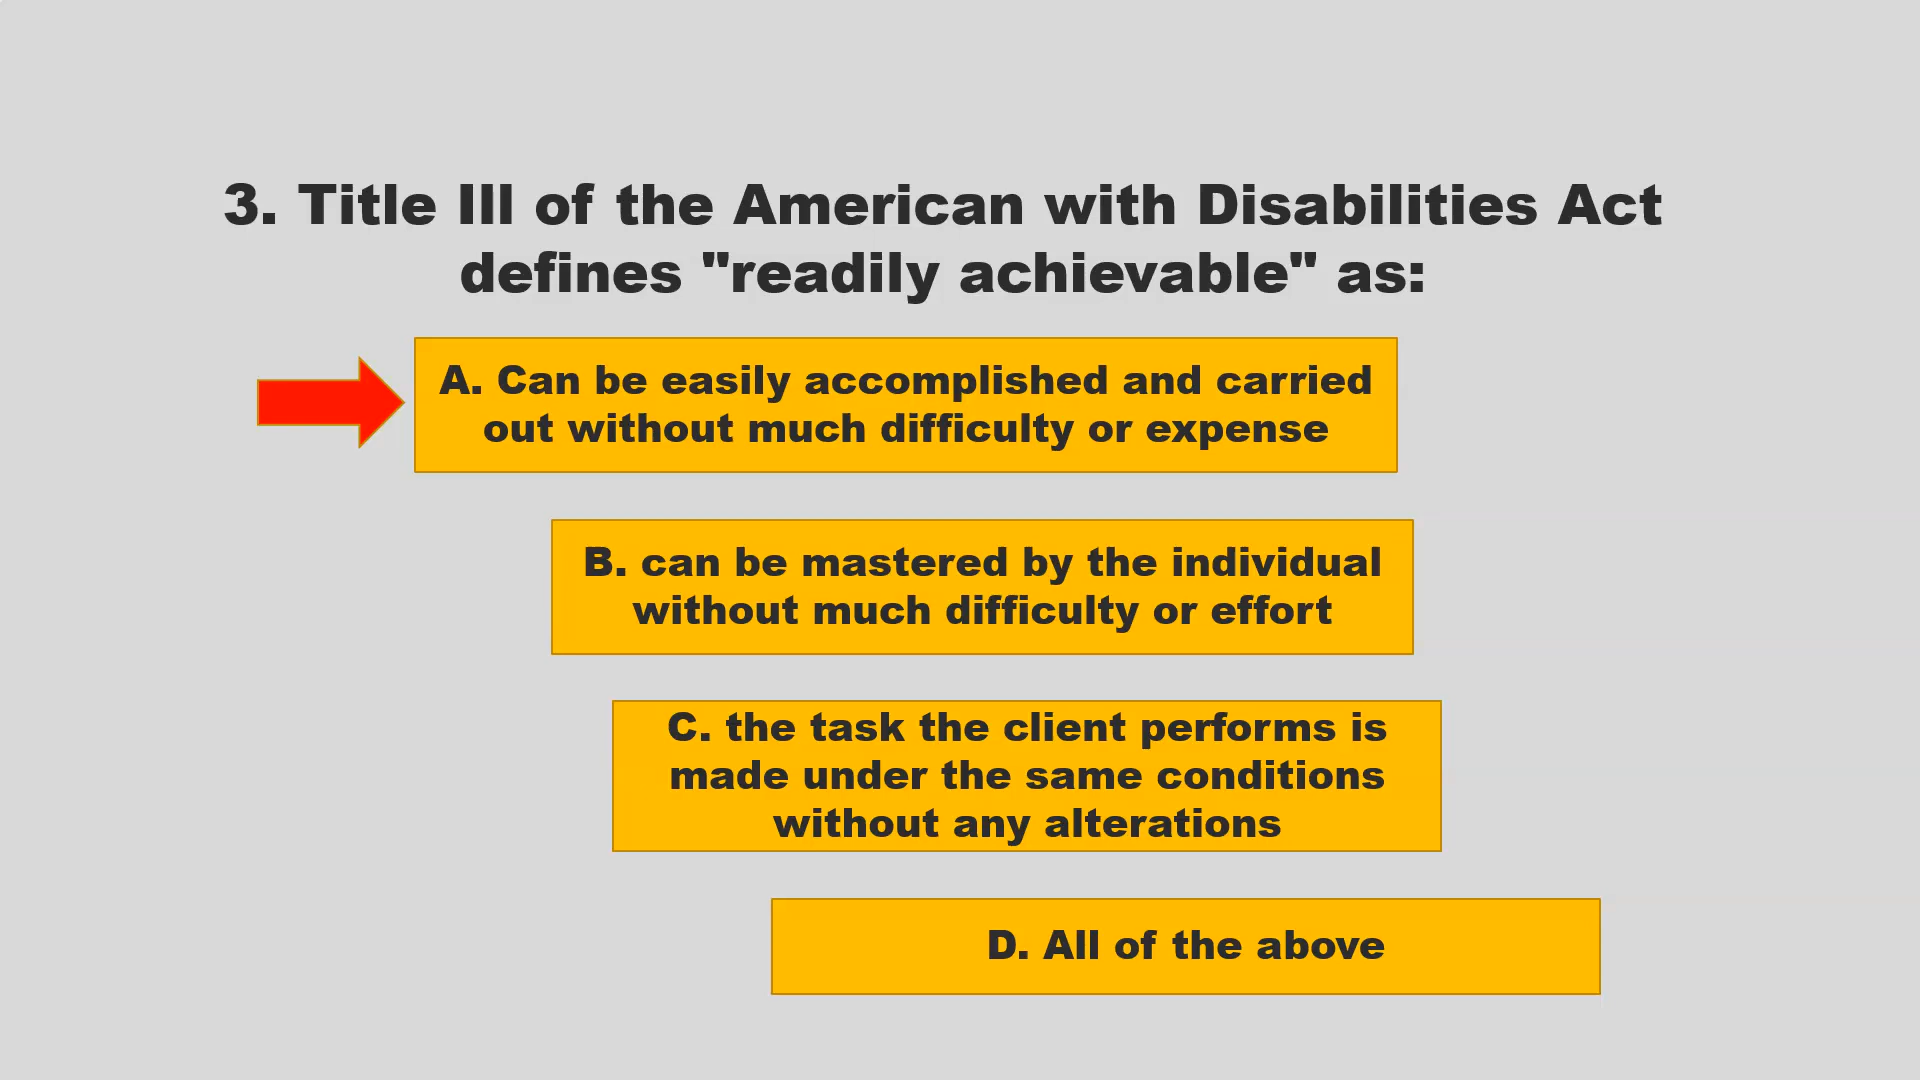 3. Title Ill of the American with Disabilities Act
defines "readily achievable" as:
A. Can be easily accomplished and carried
out without much difficulty or expense
B. can be mastered by the individual
without much difficulty or effort
C. the task the client performs is
made under the same conditions
without any alterations
D. All of the above